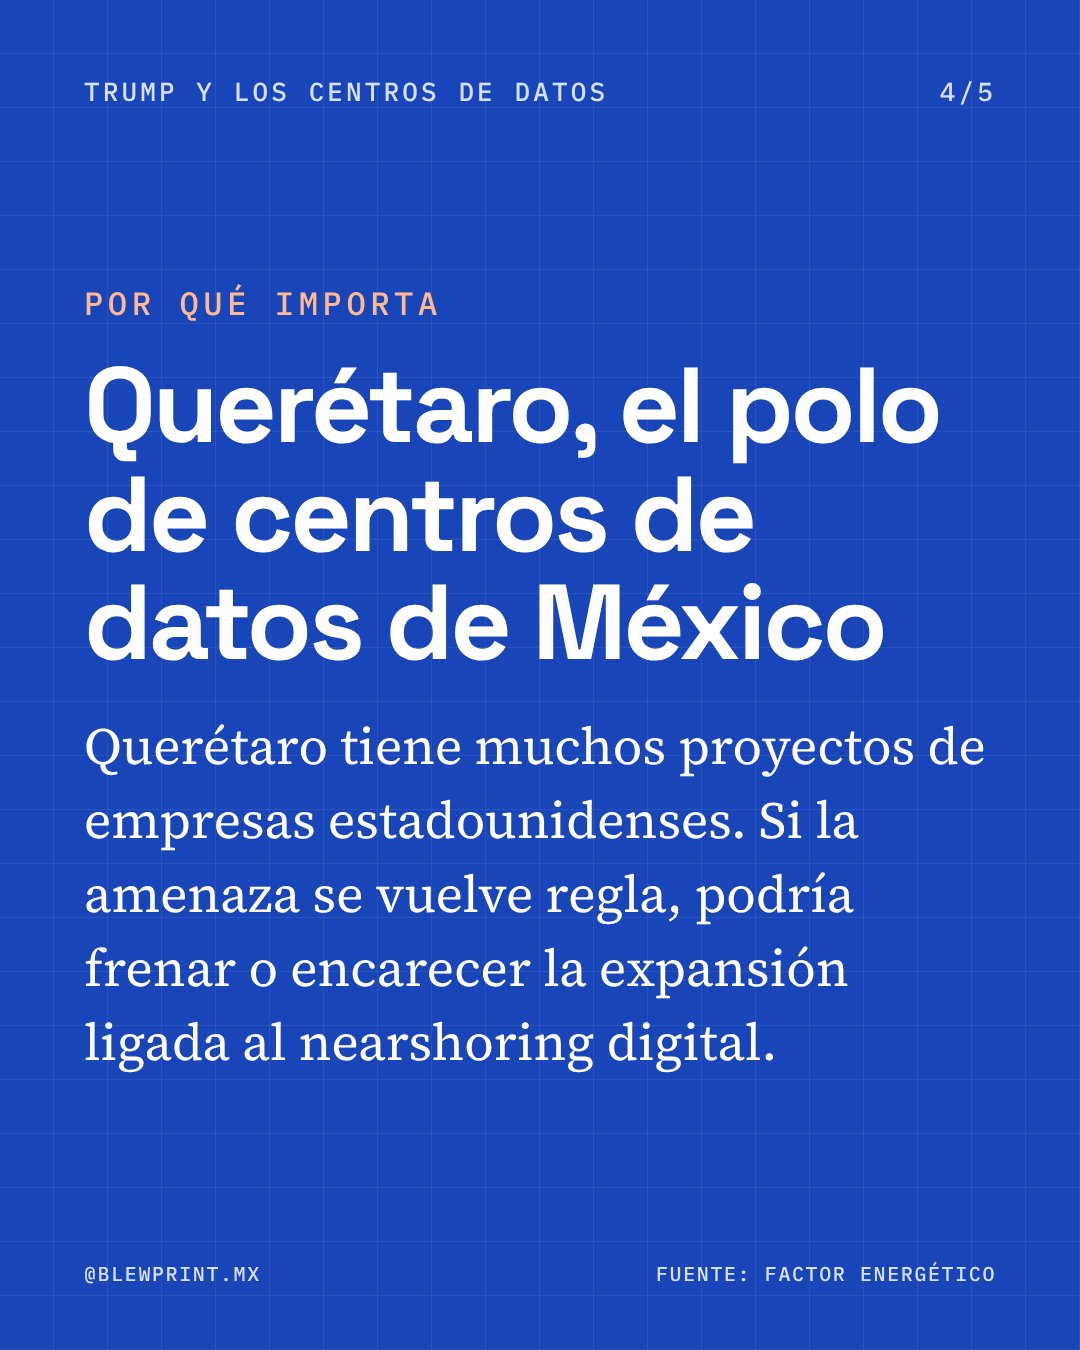 TRUMP Y LOS CENTROS DE DATOS
4/5
POR QUÉ IMPORTA
Querétaro, el polo
de centros de
datos de México
Querétaro tiene muchos proyectos de
empresas estadounidenses. Si la
amenaza se vuelve regla, podría
frenar o encarecer la expansión
ligada al nearshoring digital.
@BLEWPRINT.MX
FUENTE: FACTOR ENERGÉTICO